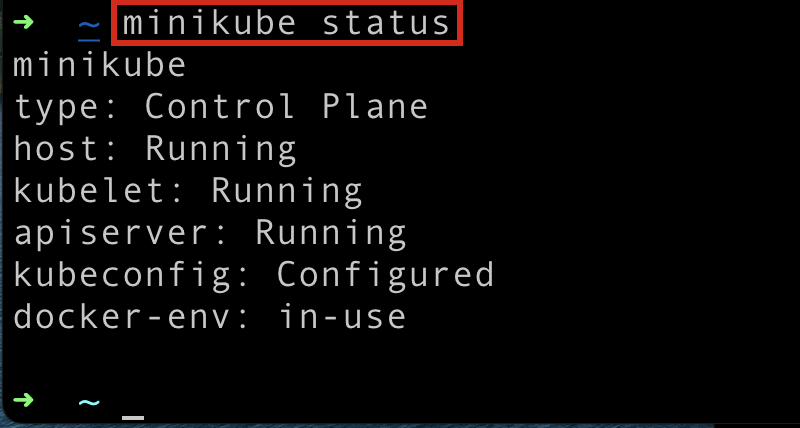 ➜ ~ minikube status
minikube
type: Control Plane
host: Running
kubelet: Running
apiserver: Running
kubeconfig: Configured
docker-env: in-use
➜ ~ _